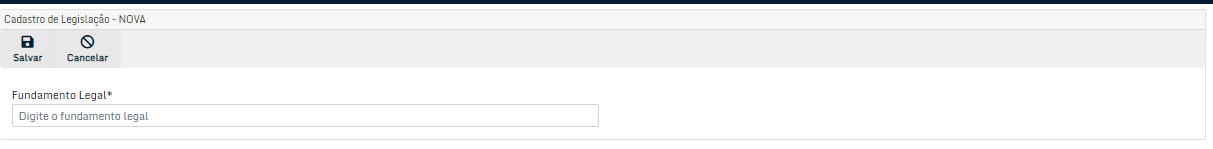 Cadastro de Legislação - NOVA
Salvar Cancelar
Fundamento Legal*
Digite o fundamento legal